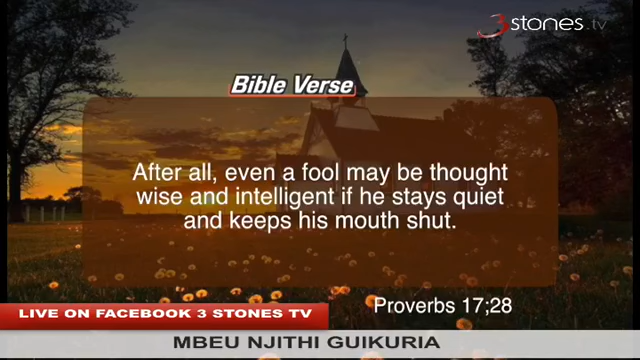 3stones.tv
Bible Verse
After all, even a fool may be thought
wise and intelligent if he stays quiet
and keeps his mouth shut.
Proverbs 17;28
LIVE ON FACEBOOK 3 STONES TV
MBEU NJITHI GUIKURIA